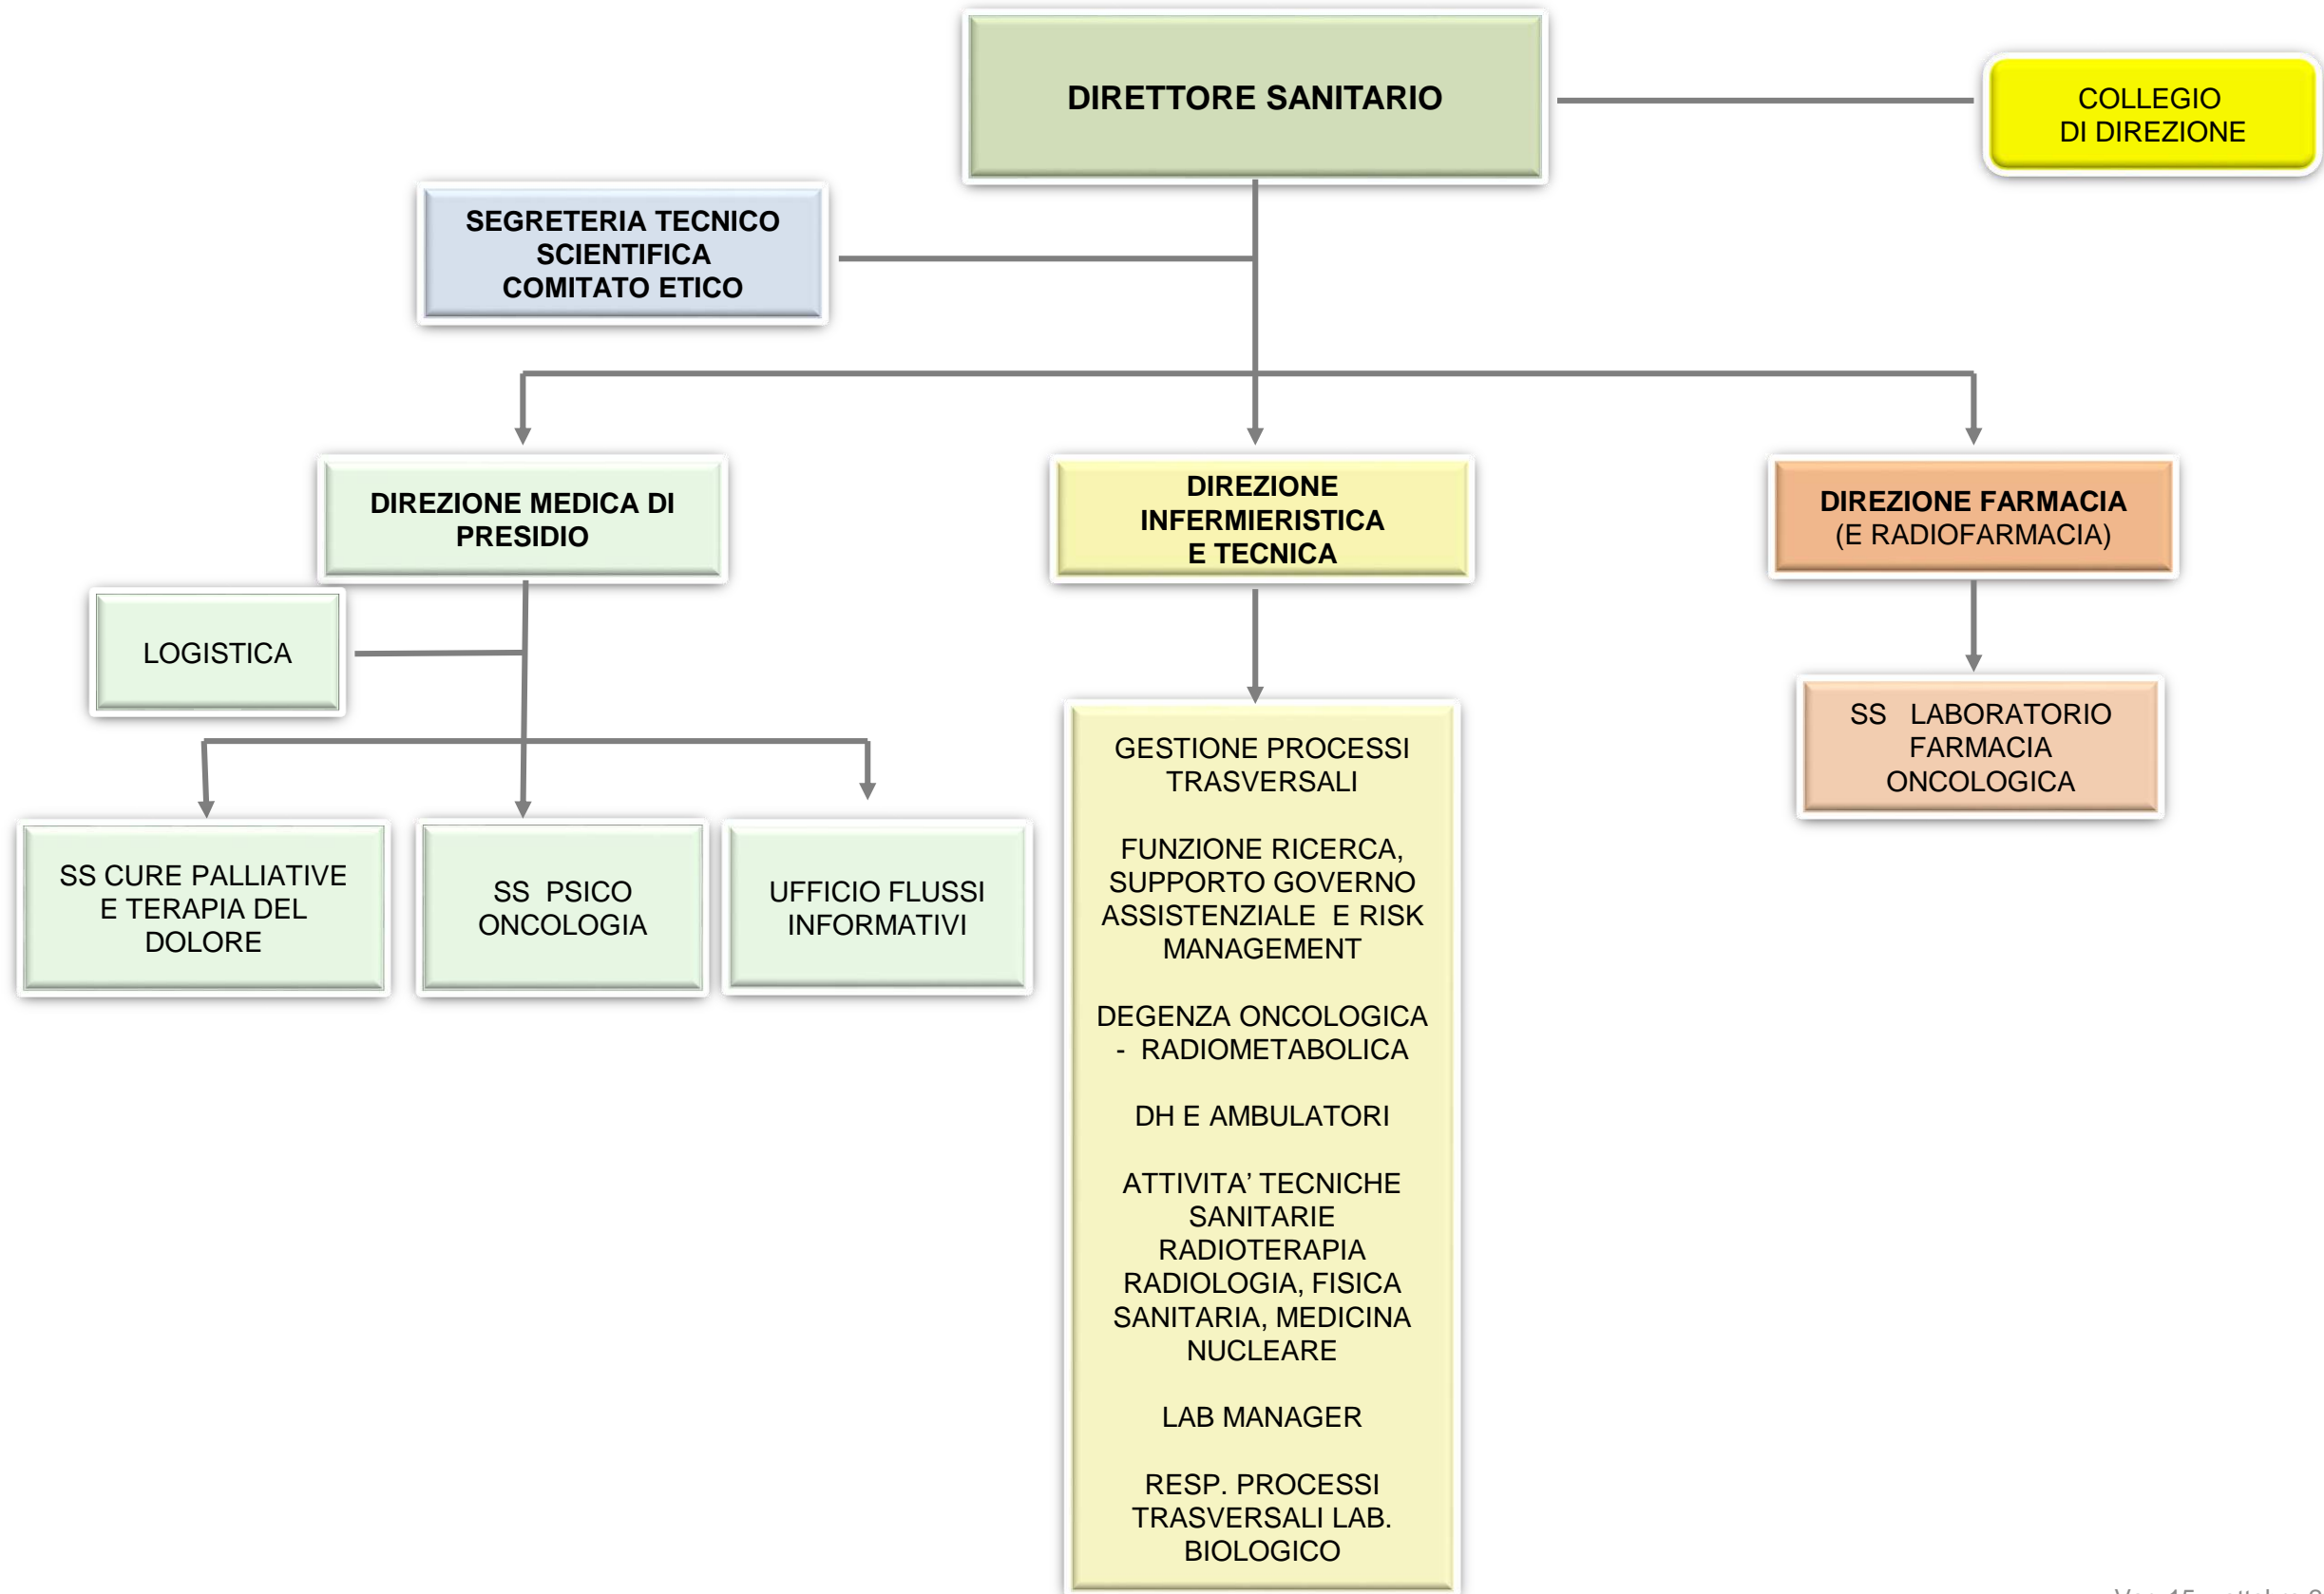 DIRETTORE SANITARIO
COLLEGIO
DI DIREZIONE
SEGRETERIA TECNICO
SCIENTIFICA
COMITATO ETICO
DIREZIONE MEDICA DI
PRESIDIO
DIREZIONE
INFERMIERISTICA
E TECNICA
DIREZIONE FARMACIA
(E RADIOFARMACIA)
LOGISTICA
SS CURE PALLIATIVE
E TERAPIA DEL
DOLORE
SS PSICO
ONCOLOGIA
UFFICIO FLUSSI
INFORMATIVI
GESTIONE PROCESSI
TRASVERSALI
FUNZIONE RICERCA,
SUPPORTO GOVERNO
ASSISTENZIALE E RISK
MANAGEMENT
DEGENZA ONCOLOGICA
- RADIOMETABOLICA
DH E AMBULATORI
ATTIVITA’ TECNICHE
SANITARIE
RADIOTERAPIA
RADIOLOGIA, FISICA
SANITARIA, MEDICINA
NUCLEARE
LAB MANAGER
RESP. PROCESSI
TRASVERSALI LAB.
BIOLOGICO
SS LABORATORIO
FARMACIA
ONCOLOGICA